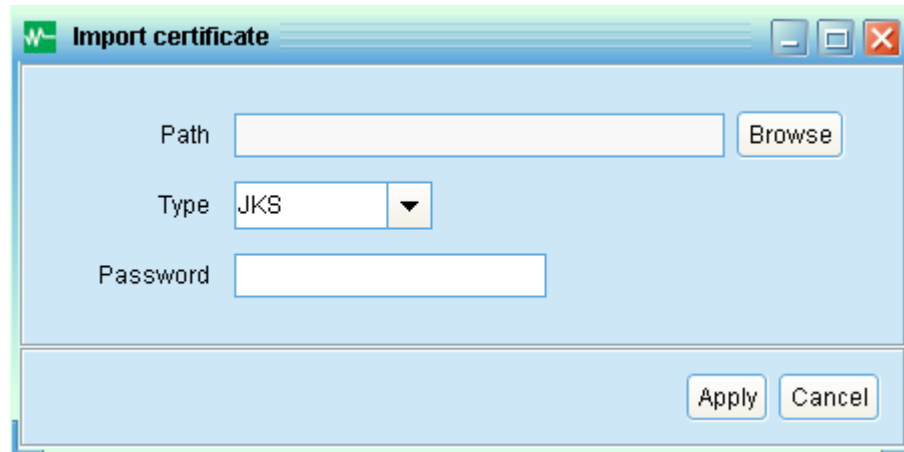 Import certificate
Path Browse
Type JKS
Password
Apply Cancel